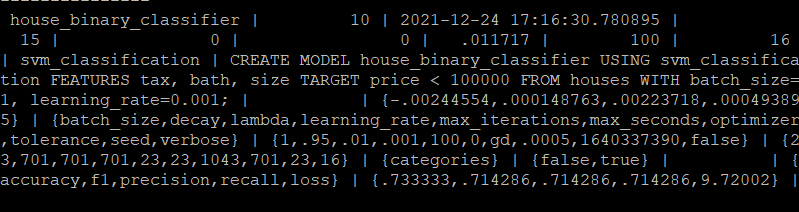 house_binary_classifier | 10 | 2021-12-24 17:16:30.780895 |
15 | 0 | 0 | .011717 | 100 | 16
| svm_classification | CREATE MODEL house_binary_classifier USING svm_classifica
tion FEATURES tax, bath, size TARGET price < 100000 FROM houses WITH batch_size=
1, learning_rate=0.001; | | {-.00244554,.000148763,.00223718,.00049389
5} | {batch_size,decay,lambda,learning_rate,max_iterations,max_seconds,optimizer
,tolerance,seed,verbose} | {1,.95,.01,.001,100,0,gd,.0005,1640337390,false} | {2
3,701,701,701,23,23,1043,701,23,16} | {categories} | {false,true} | | {
accuracy,f1,precision,recall,loss} | {.733333,.714286,.714286,.714286,9.72002} |